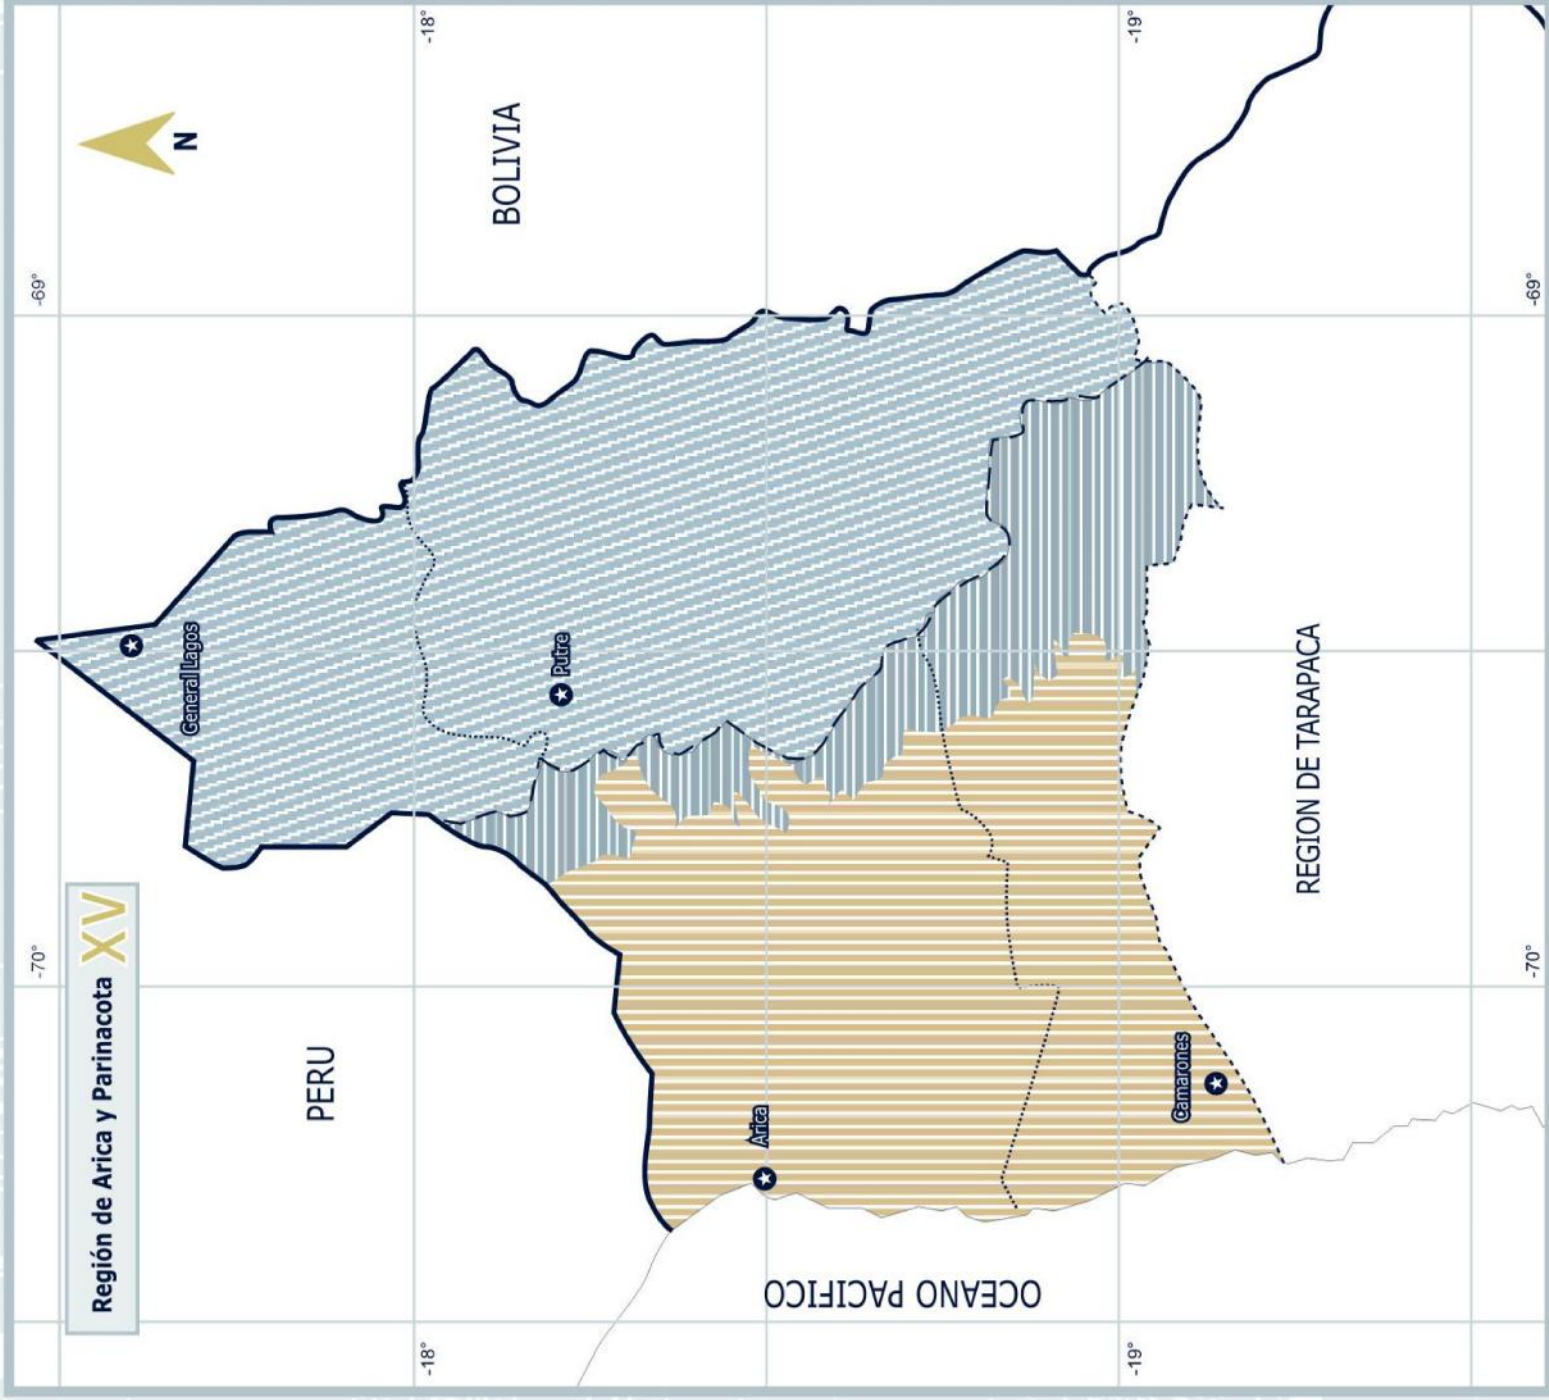 Región de Arica y Parinacota XV
N
-69°
-70°
-18°
-19°
BOLIVIA
PERU
General Lagos
Putre
Arica
Camarones
OCEANO PACIFICO
REGION DE TARAPACA
-18°
-19°
-69°
-70°